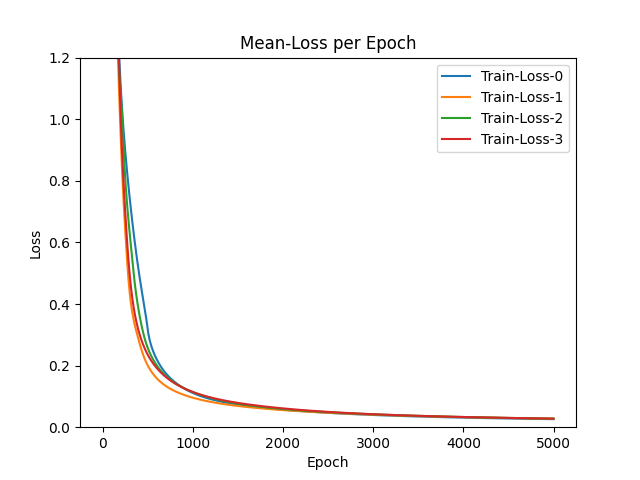 Mean-Loss per Epoch
Train-Loss-0
Train-Loss-1
Train-Loss-2
Train-Loss-3
Loss
1.2
1.0
0.8
0.6
0.4
0.2
0.0
0 1000 2000 3000 4000 5000
Epoch